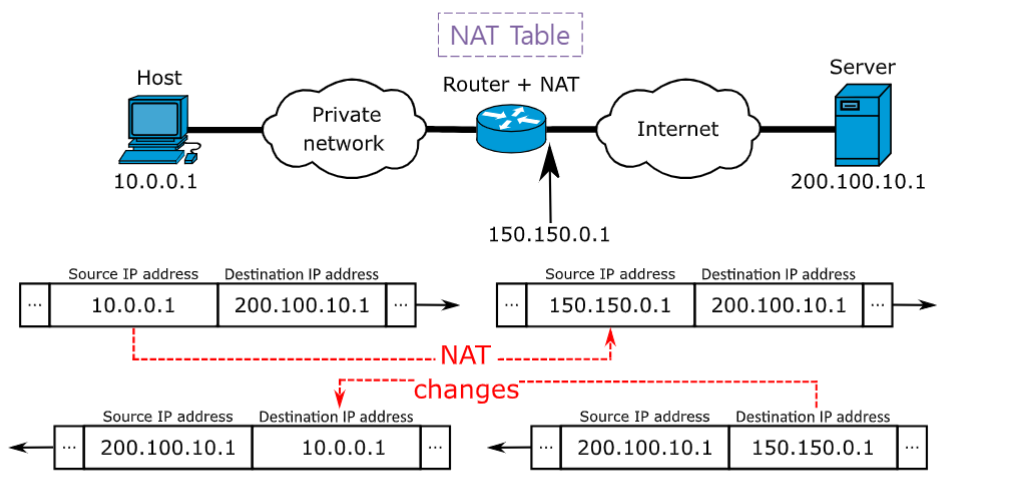 NAT Table
Host
Router + NAT
Server
Private
network
Internet
10.0.0.1
200.100.10.1
150.150.0.1
Source IP address Destination IP address Source IP address Destination IP address
... 10.0.0.1 200.100.10.1 ... ... 150.150.0.1 200.100.10.1 ...
NAT
changes
Source IP address Destination IP address Source IP address Destination IP address
... 200.100.10.1 10.0.0.1 ... ... 200.100.10.1 150.150.0.1 ...